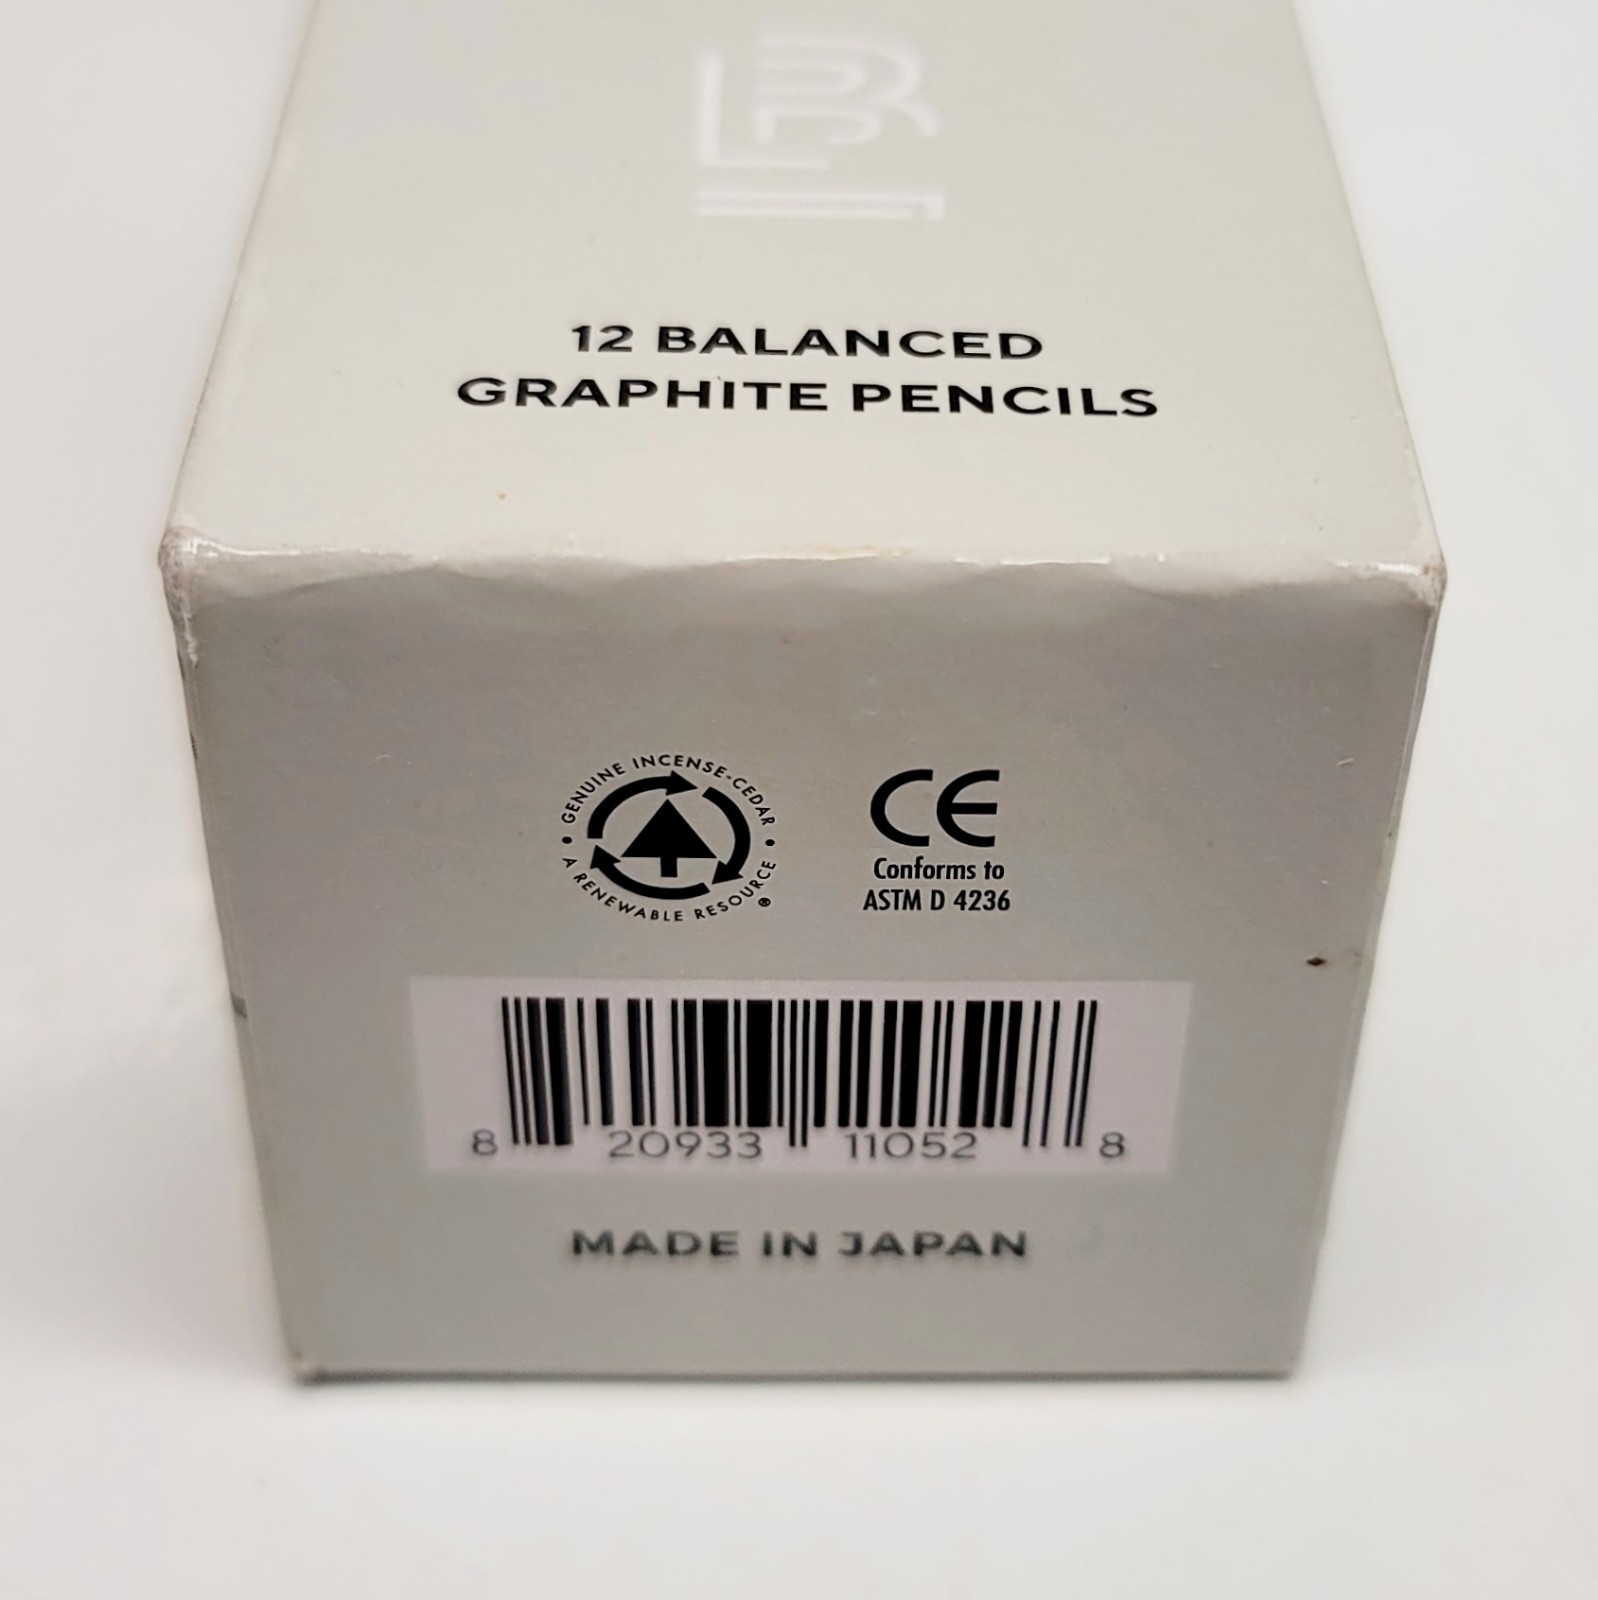 12 BALANCED
GRAPHITE PENCILS
GENUINE INCENSE-CEDAR • A RENEWABLE RESOURCE ®
CE
Conforms to
ASTM D 4236
8 20933 11052 8
MADE IN JAPAN